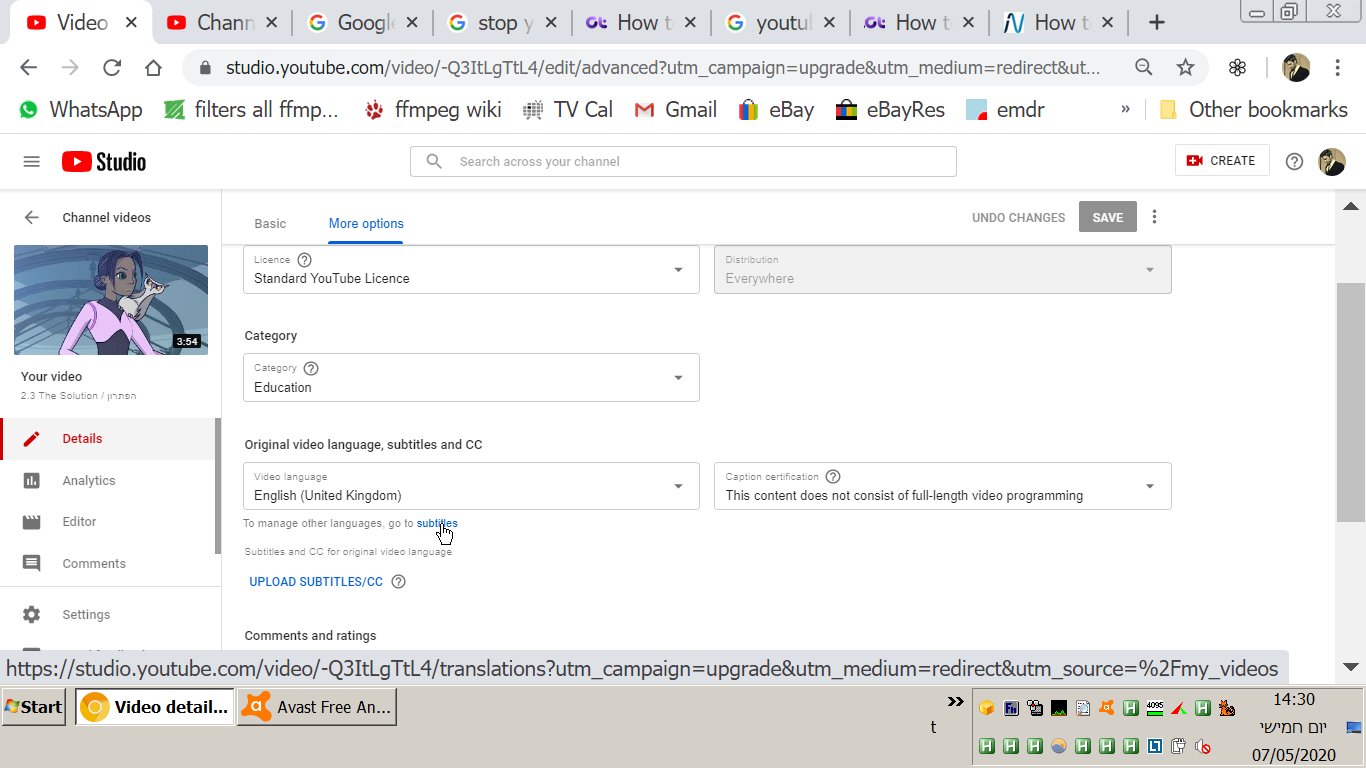 Video
Chann
Google
stop y
How to
youtub
How to
How to
studio.youtube.com/video/-Q3ItLgTtL4/edit/advanced?utm_campaign=upgrade&utm_medium=redirect&ut...
WhatsApp
filters all ffmp...
ffmpeg wiki
TV Cal
Gmail
eBay
eBayRes
emdr
»
Other bookmarks
Studio
Search across your channel
CREATE
Channel videos
Basic
More options
UNDO CHANGES
SAVE
Licence
Standard YouTube Licence
Distribution
Everywhere
3:54
Category
Category
Education
Your video
2.3 The Solution / הפתרון
Details
Original video language, subtitles and CC
Video language
English (United Kingdom)
Caption certification
This content does not consist of full-length video programming
Analytics
Editor
To manage other languages, go to subtitles
Subtitles and CC for original video language
Comments
UPLOAD SUBTITLES/CC
Settings
Comments and ratings
https://studio.youtube.com/video/-Q3ItLgTtL4/translations?utm_campaign=upgrade&utm_medium=redirect&utm_source=%2Fmy_videos
Start
Video detail...
Avast Free An...
»
t
4095
14:30
יום חמישי
07/05/2020